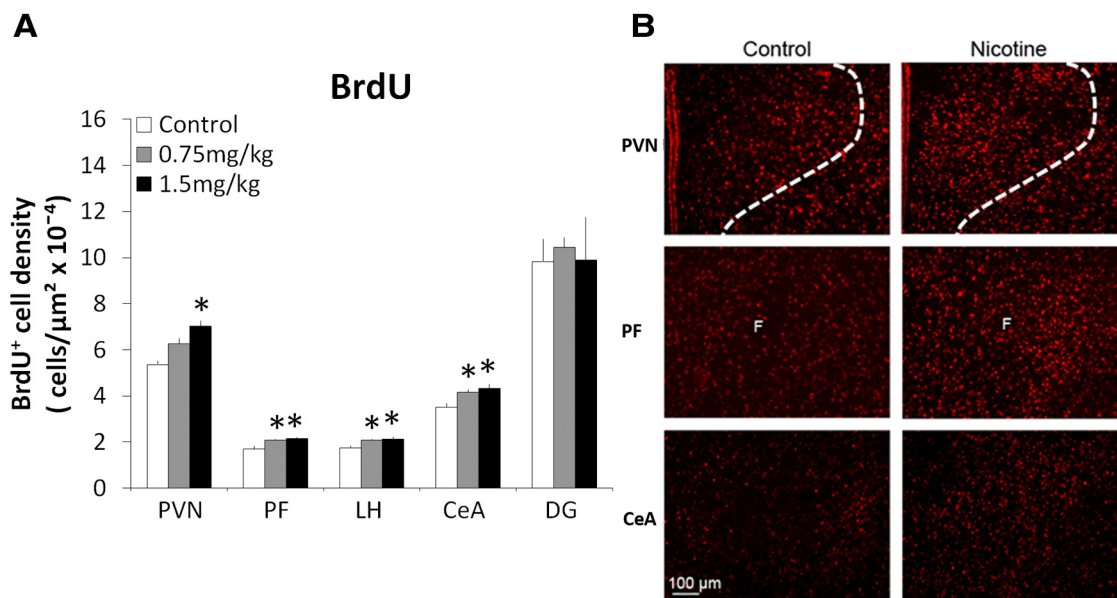 A
BrdU
Control
0.75mg/kg
1.5mg/kg
BrdU⁺ cell density
( cells/µm² x 10⁻⁴)
16
14
12
10
8
6
4
2
0
*
**
**
**
PVN PF LH CeA DG
B
Control Nicotine
PVN
PF
F F
CeA
100 µm